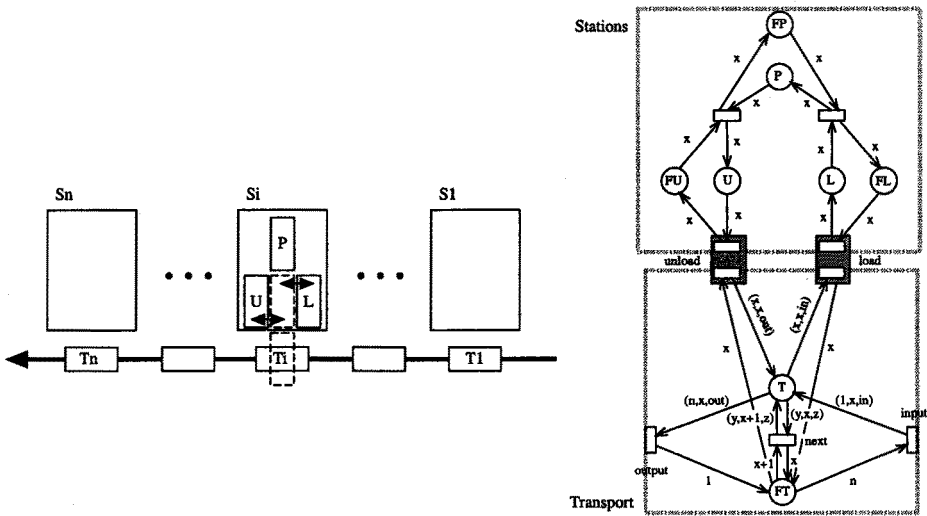 Sn
Si
S1
P
U
L
Tn
Ti
T1
Stations
FP
x
x
P
x
x
x
x
x
x
FU
U
L
FL
x
x
x
x
unload
load
(x,x,out)
(x,x,in)
x
x
T
(n,x,out)
(1,x,in)
(y,x+1,z)
(y,x,z)
input
next
output
x+1
x
1
FT
n
Transport